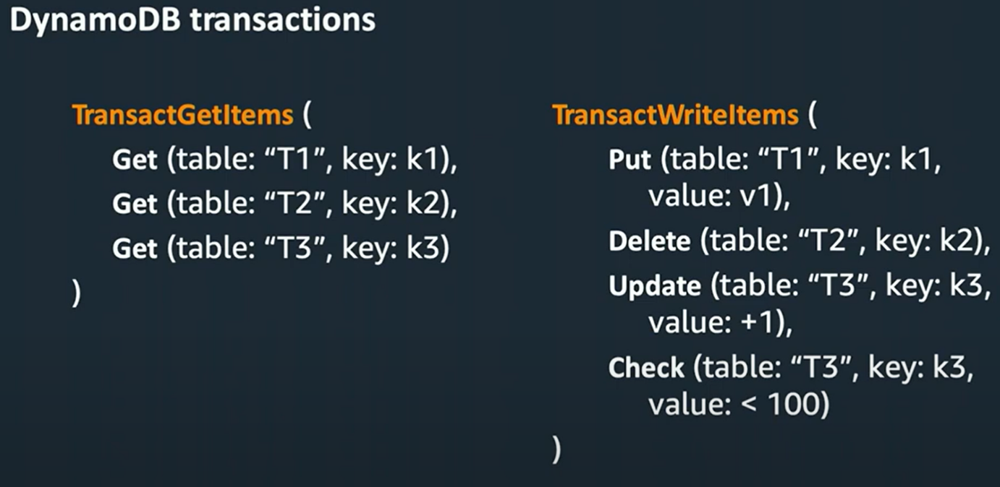 DynamoDB transactions
TransactGetItems (
Get (table: “T1”, key: k1),
Get (table: “T2”, key: k2),
Get (table: “T3”, key: k3)
)
TransactWriteItems (
Put (table: “T1”, key: k1,
value: v1),
Delete (table: “T2”, key: k2),
Update (table: “T3”, key: k3,
value: +1),
Check (table: “T3”, key: k3,
value: < 100)
)